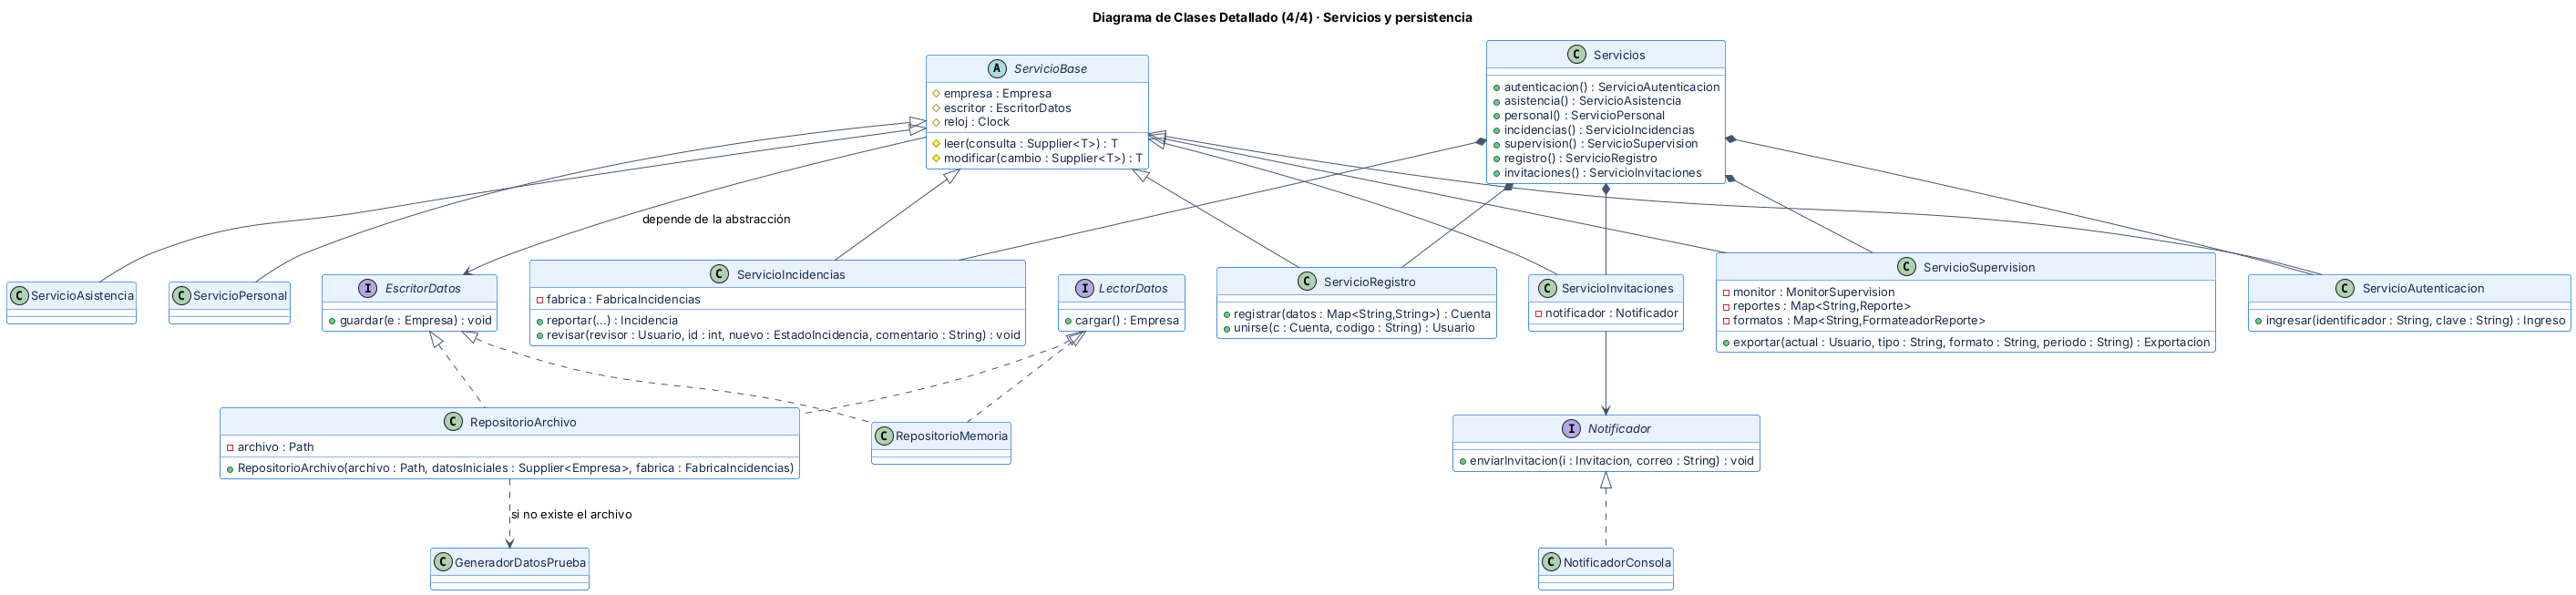 Diagrama de Clases Detallado (4/4) · Servicios y persistencia
A ServicioBase
empresa : Empresa
escritor : EscritorDatos
reloj : Clock
leer(consulta : Supplier<T>) : T
modificar(cambio : Supplier<T>) : T
C Servicios
autenticacion() : ServicioAutenticacion
asistencia() : ServicioAsistencia
personal() : ServicioPersonal
incidencias() : ServicioIncidencias
supervision() : ServicioSupervision
registro() : ServicioRegistro
invitaciones() : ServicioInvitaciones
depende de la abstracción
C ServicioAsistencia
C ServicioPersonal
I EscritorDatos
guardar(e : Empresa) : void
C ServicioIncidencias
fabrica : FabricaIncidencias
reportar(...) : Incidencia
revisar(revisor : Usuario, id : int, nuevo : EstadoIncidencia, comentario : String) : void
I LectorDatos
cargar() : Empresa
C ServicioRegistro
registrar(datos : Map<String,String>) : Cuenta
unirse(c : Cuenta, codigo : String) : Usuario
C ServicioInvitaciones
notificador : Notificador
C ServicioSupervision
monitor : MonitorSupervision
reportes : Map<String,Reporte>
formatos : Map<String,FormateadorReporte>
exportar(actual : Usuario, tipo : String, formato : String, periodo : String) : Exportacion
C ServicioAutenticacion
ingresar(identificador : String, clave : String) : Ingreso
C RepositorioArchivo
archivo : Path
RepositorioArchivo(archivo : Path, datosIniciales : Supplier<Empresa>, fabrica : FabricaIncidencias)
C RepositorioMemoria
I Notificador
enviarInvitacion(i : Invitacion, correo : String) : void
si no existe el archivo
C GeneradorDatosPrueba
C NotificadorConsola